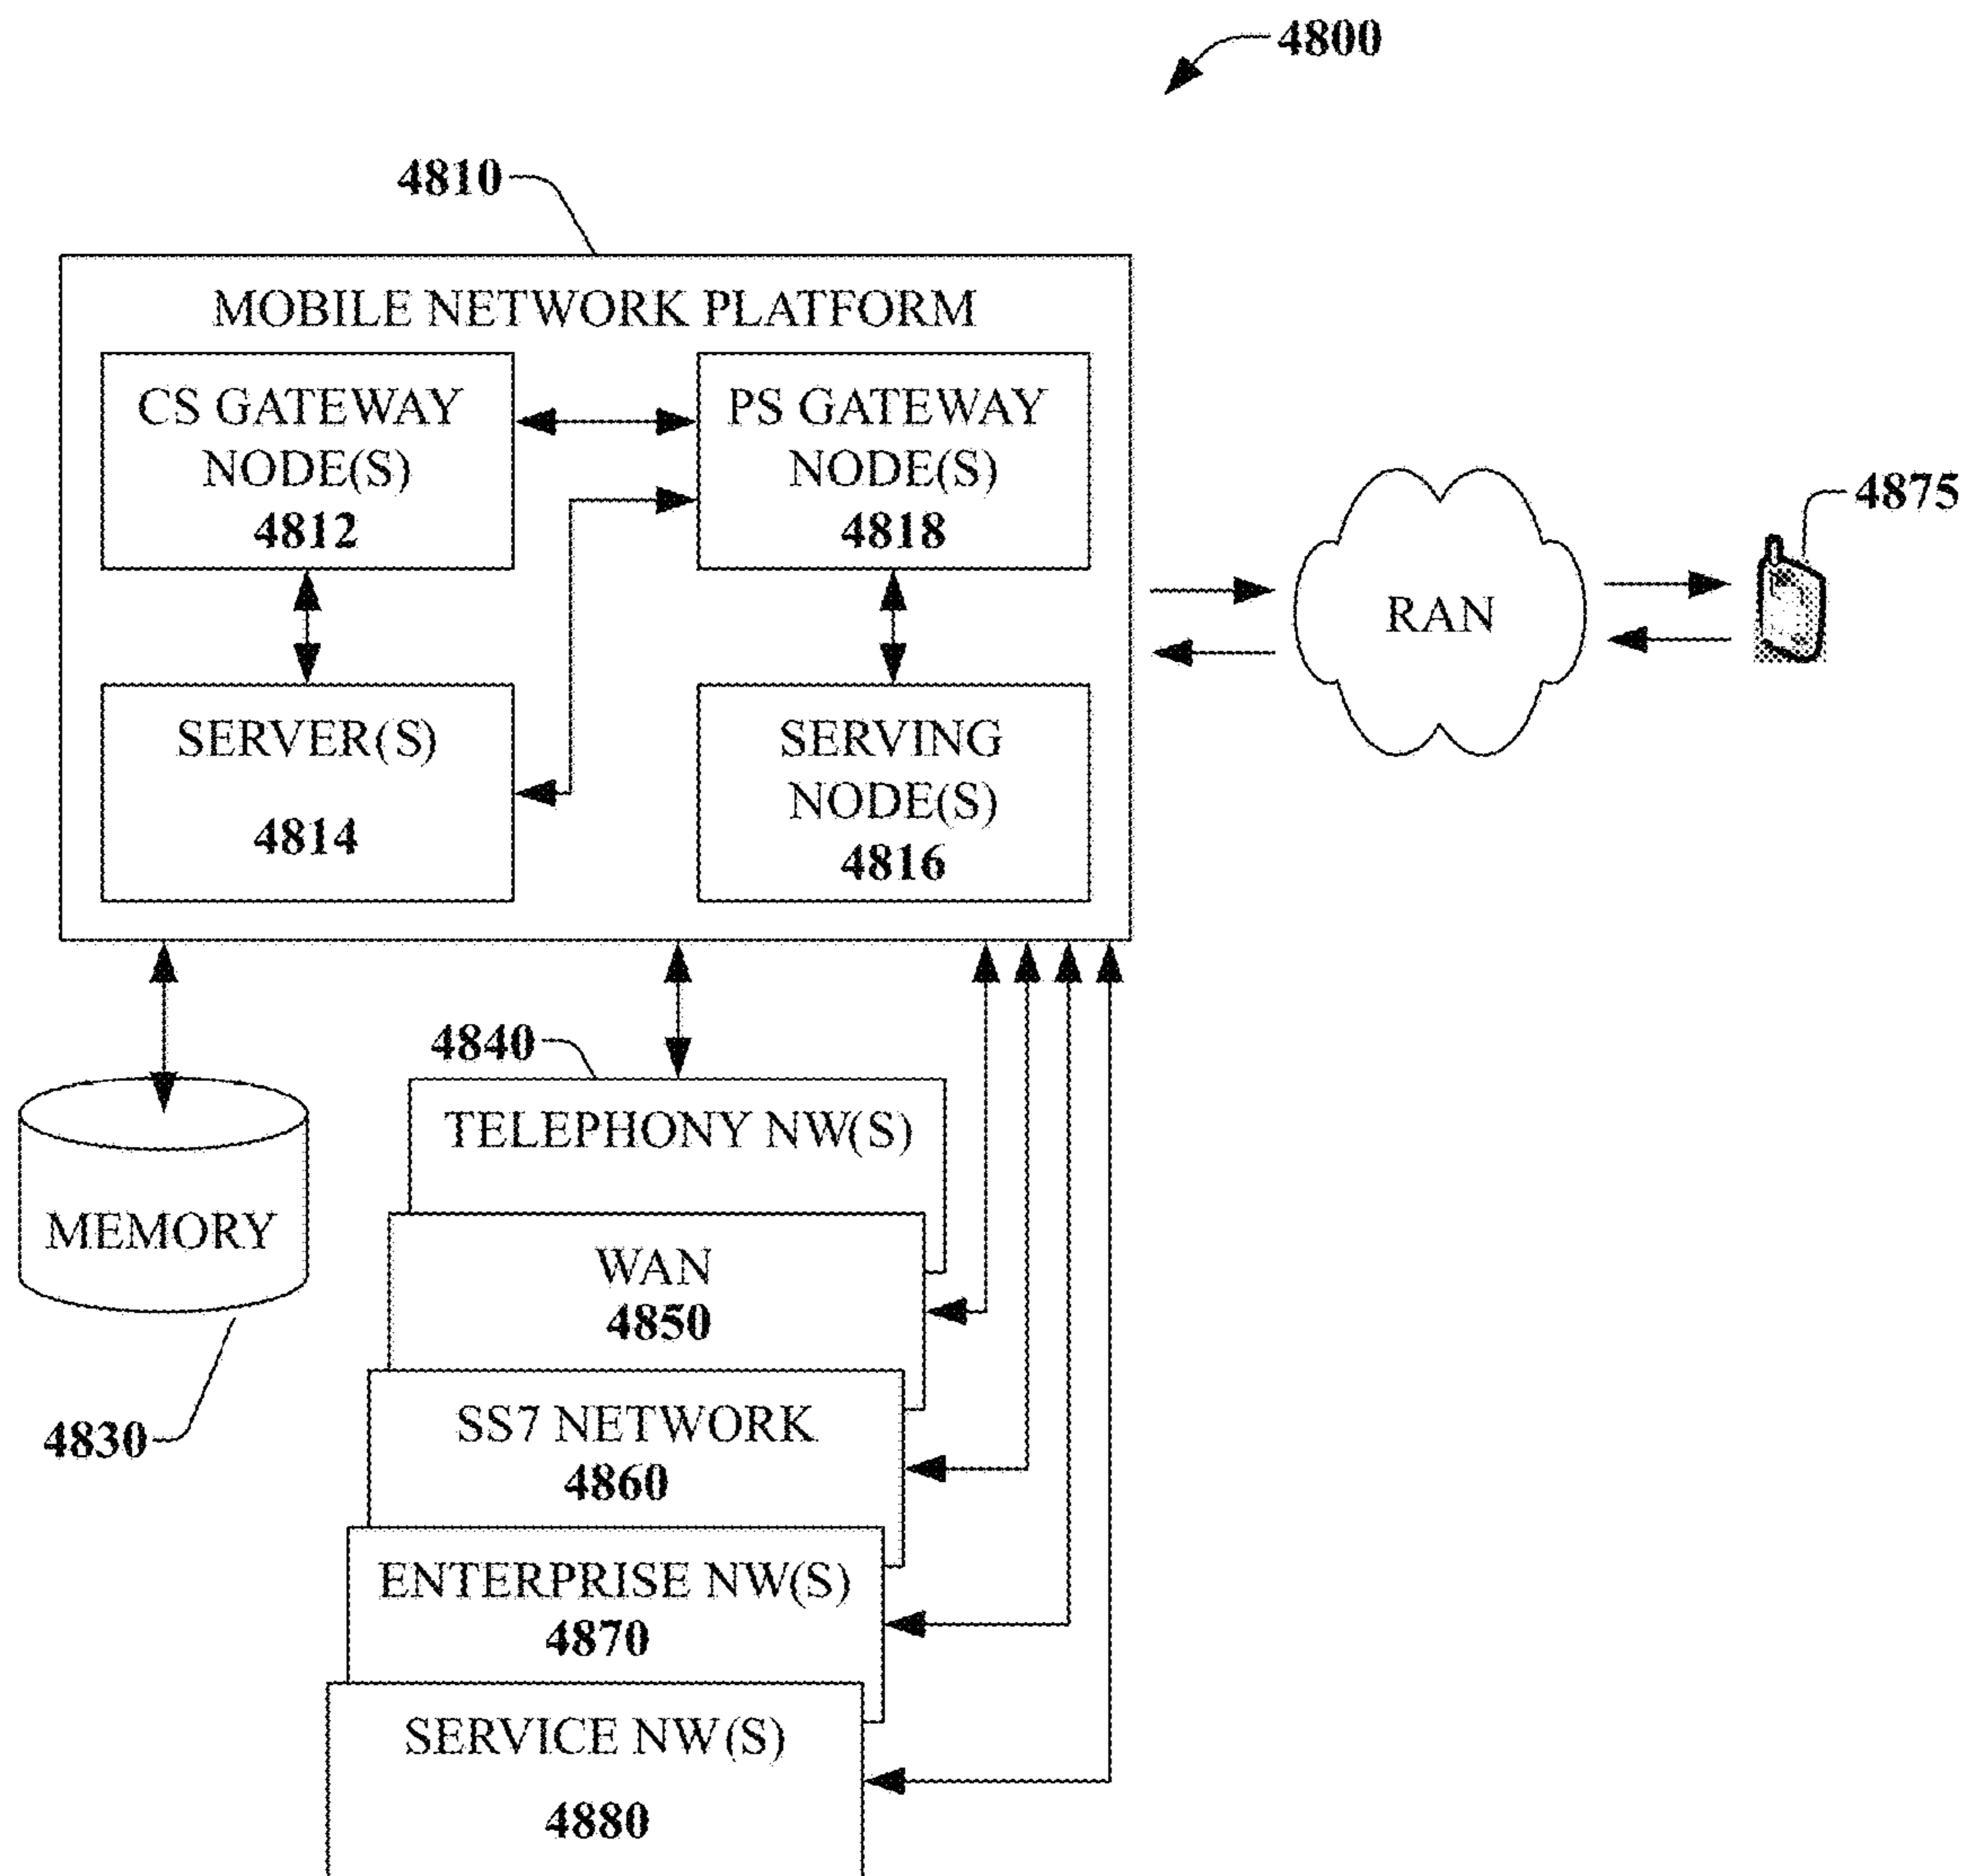 4800
4810
MOBILE NETWORK PLATFORM
CS GATEWAY
NODE(S)
4812
PS GATEWAY
NODE(S)
4818
SERVER(S)
4814
SERVING
NODE(S)
4816
RAN
4875
4840
TELEPHONY NW(S)
MEMORY
4830
WAN
4850
SS7 NETWORK
4860
ENTERPRISE NW(S)
4870
SERVICE NW(S)
4880